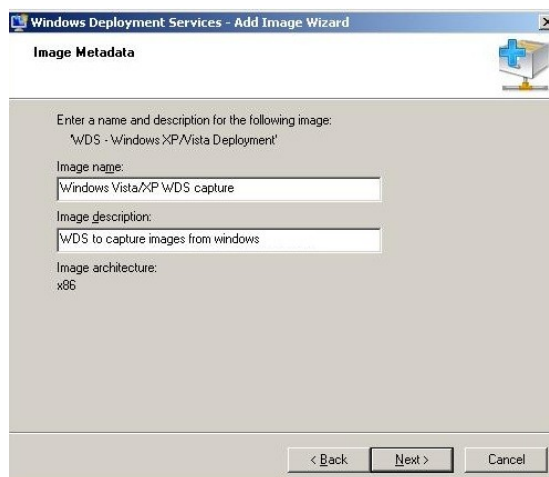 Windows Deployment Services - Add Image Wizard
Image Metadata
Enter a name and description for the following image:
'WDS - Windows XP/Vista Deployment'
Image name:
Windows Vista/XP WDS capture
Image description:
WDS to capture images from windows
Image architecture:
x86
< Back Next > Cancel